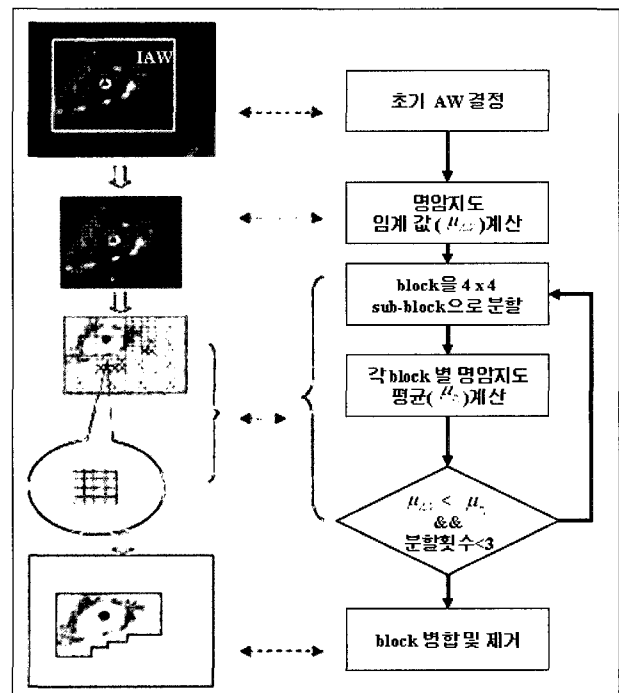 IAW
초기 AW 결정
명암지도
임계 값( μ )계산
block을 4 x 4
sub-block으로 분할
각 block 별 명암지도
평균( μ )계산
μ < μ
&&
분할횟수<3
block 병합 및 제거